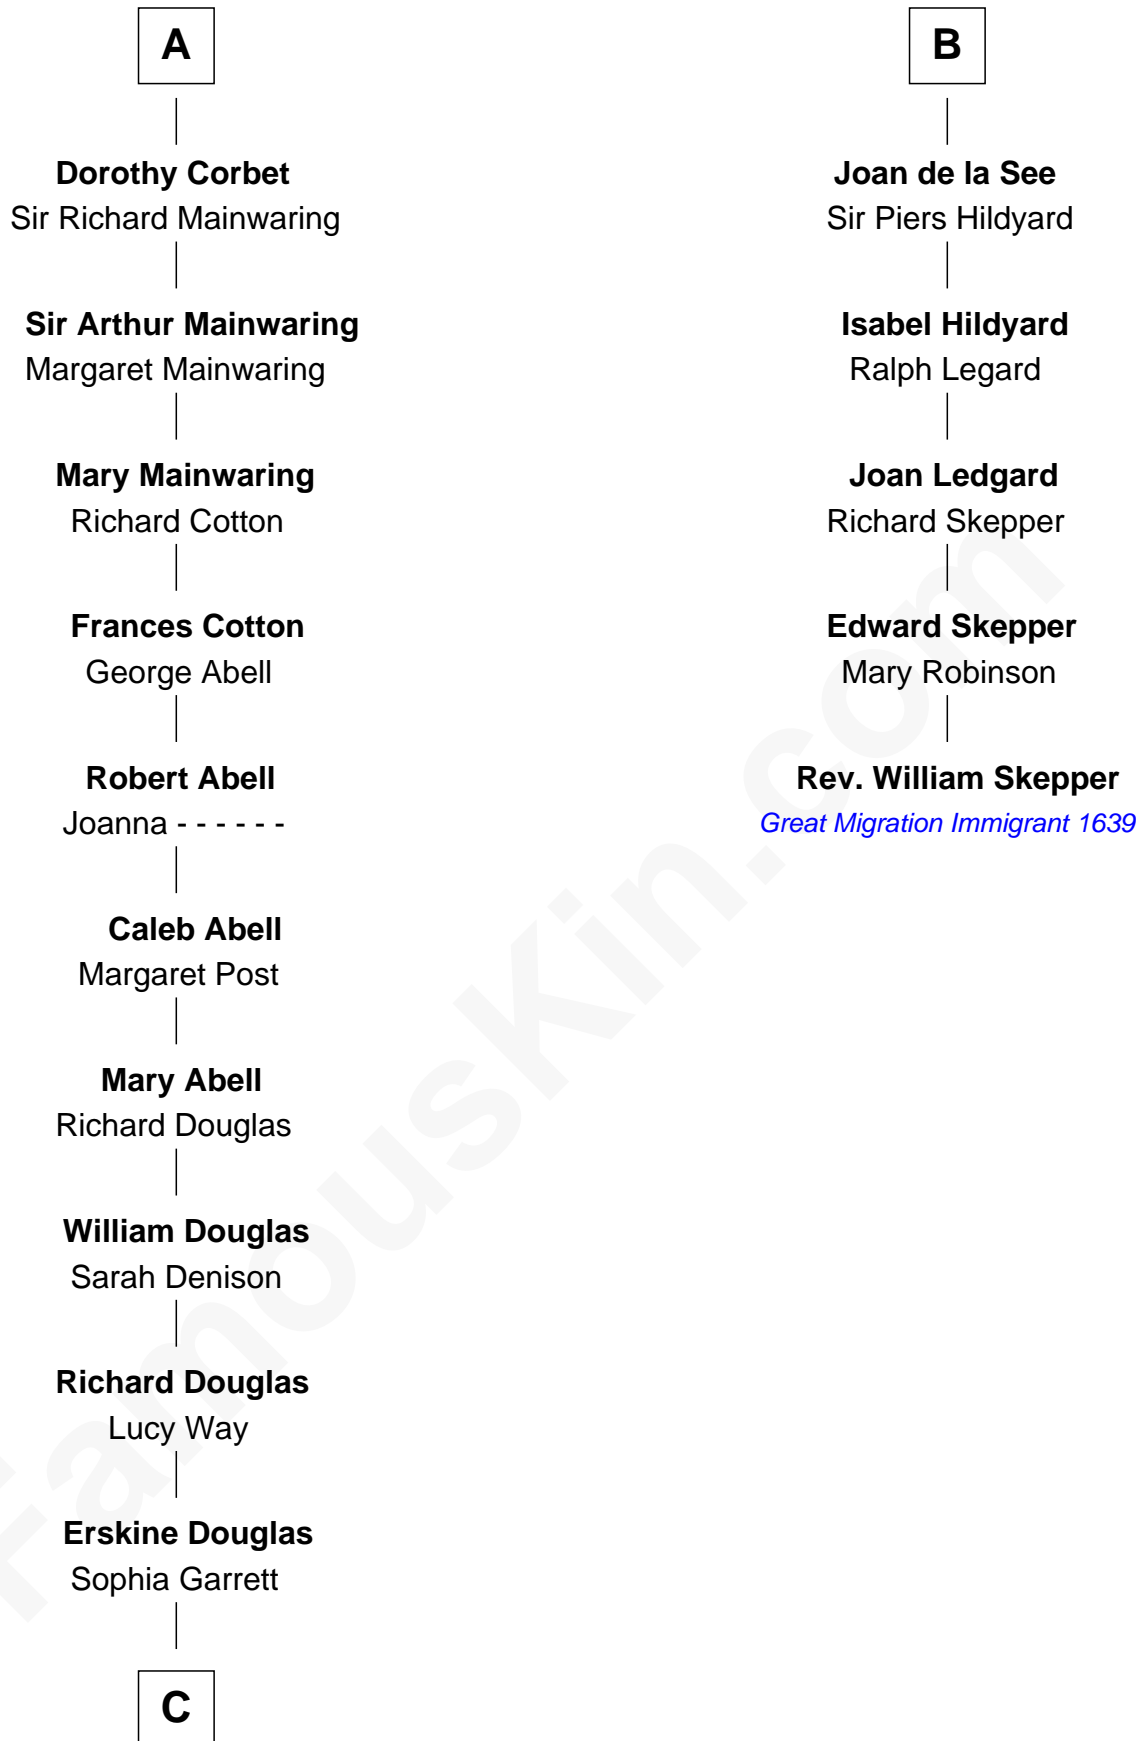 A
Dorothy Corbet
Sir Richard Mainwaring
Sir Arthur Mainwaring
Margaret Mainwaring
Mary Mainwaring
Richard Cotton
Frances Cotton
George Abell
Robert Abell
Joanna - - - - - -
Caleb Abell
Margaret Post
Mary Abell
Richard Douglas
William Douglas
Sarah Denison
Richard Douglas
Lucy Way
Erskine Douglas
Sophia Garrett
C
B
Joan de la See
Sir Piers Hildyard
Isabel Hildyard
Ralph Legard
Joan Ledgard
Richard Skepper
Edward Skepper
Mary Robinson
Rev. William Skepper
Great Migration Immigrant 1639
FamousKin.com